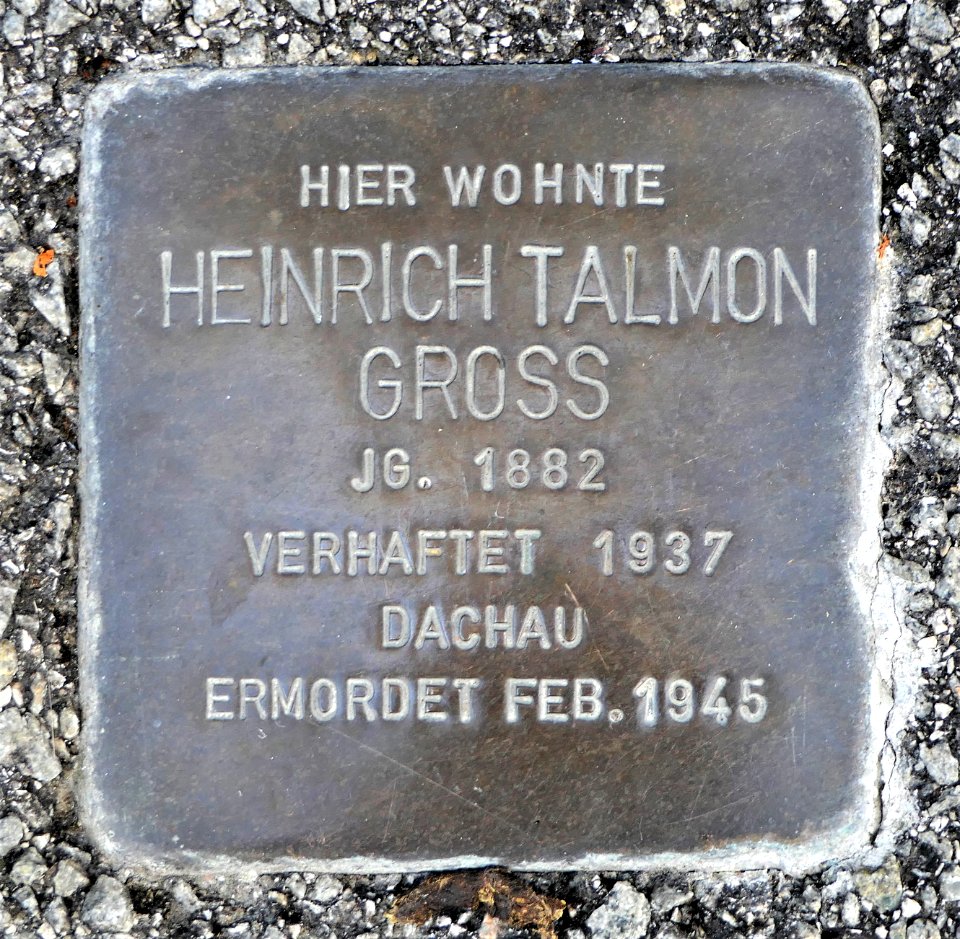 HIER WOHNTE
HEINRICH TALMON
GROSS
JG. 1882
VERHAFTET 1937
DACHAU
ERMORDET FEB. 1945